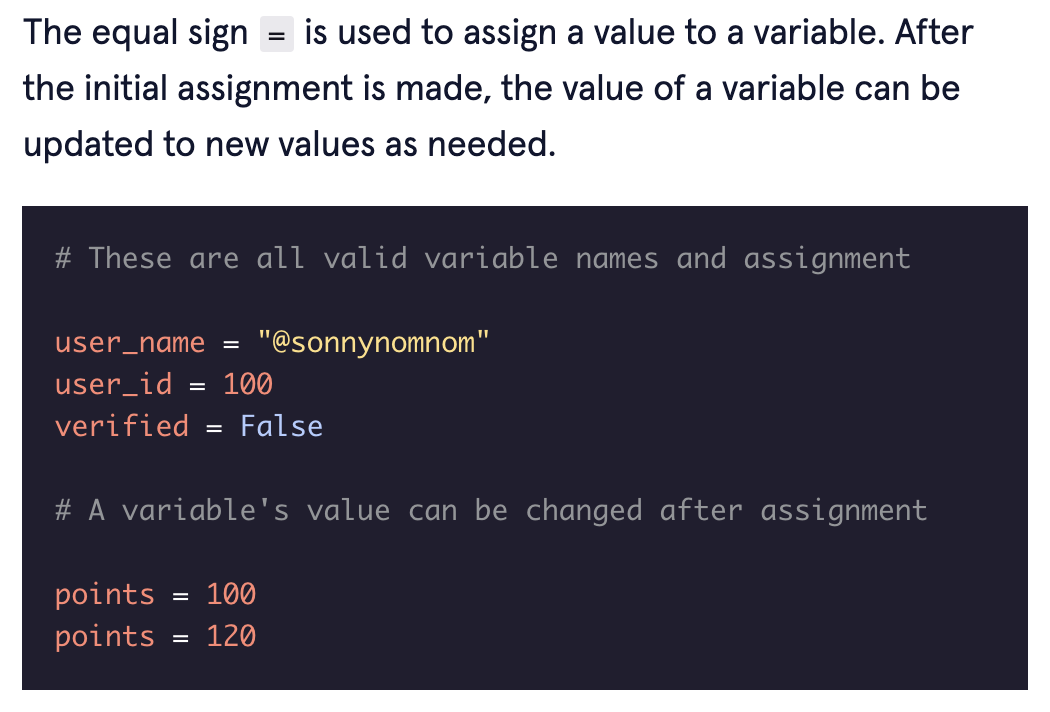 The equal sign = is used to assign a value to a variable. After
the initial assignment is made, the value of a variable can be
updated to new values as needed.
# These are all valid variable names and assignment
user_name = "@sonnynomnom"
user_id = 100
verified = False
# A variable's value can be changed after assignment
points = 100
points = 120